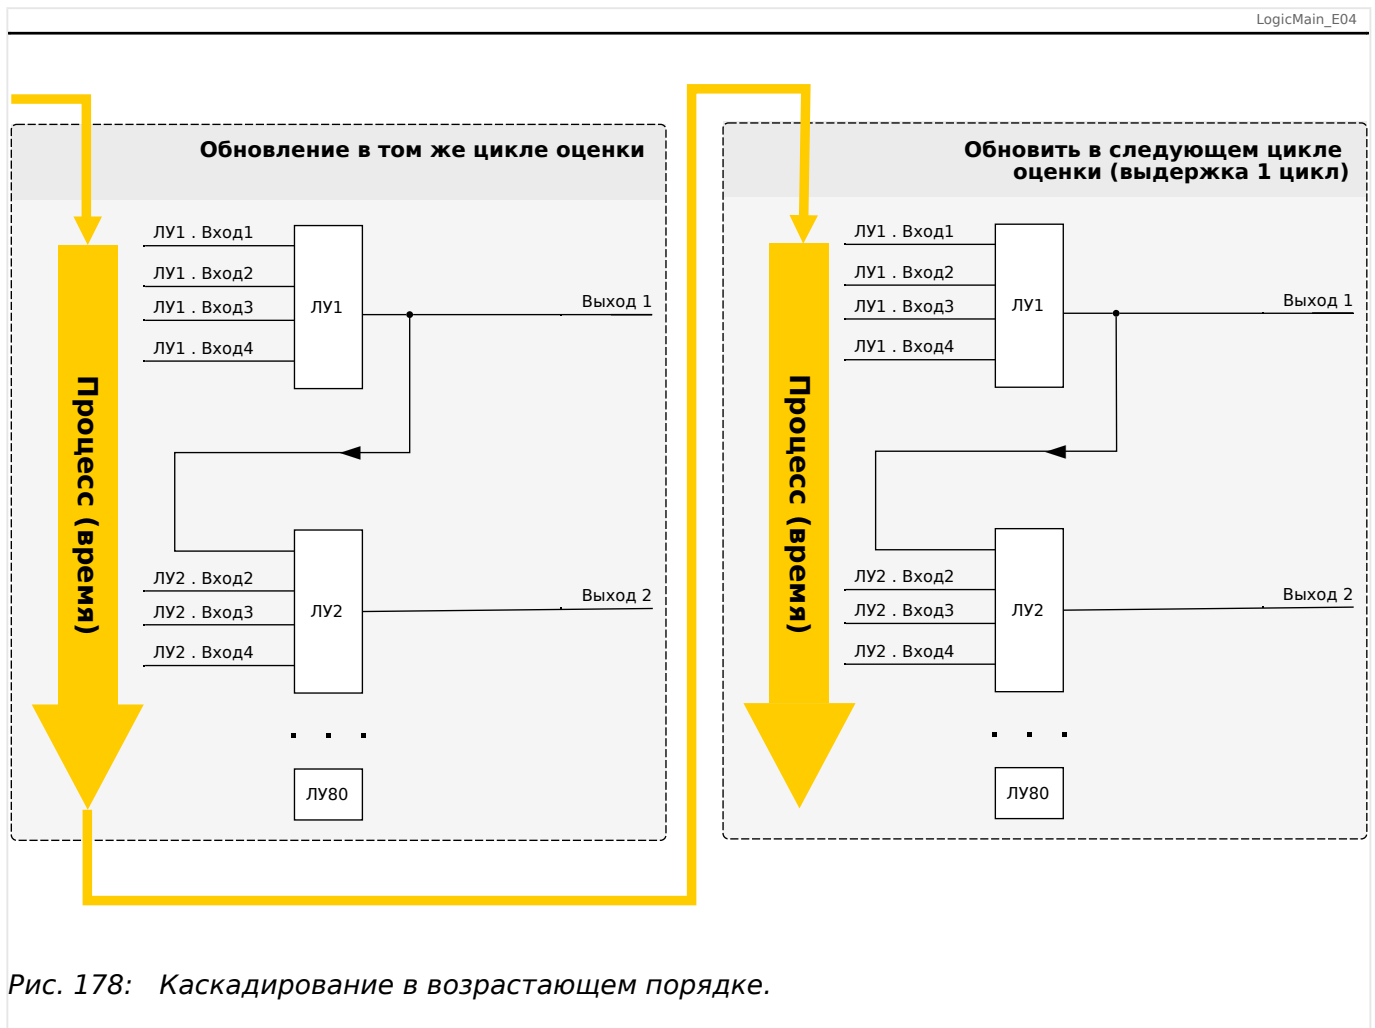 LogicMain_E04
Обновление в том же цикле оценки
ЛУ1 . Вход1
ЛУ1 . Вход2
ЛУ1 . Вход3
ЛУ1 . Вход4
ЛУ1
Выход 1
Процесс (время)
ЛУ2 . Вход2
ЛУ2 . Вход3
ЛУ2 . Вход4
ЛУ2
Выход 2
ЛУ80
Обновить в следующем цикле
оценки (выдержка 1 цикл)
ЛУ1 . Вход1
ЛУ1 . Вход2
ЛУ1 . Вход3
ЛУ1 . Вход4
ЛУ1
Выход 1
Процесс (время)
ЛУ2 . Вход2
ЛУ2 . Вход3
ЛУ2 . Вход4
ЛУ2
Выход 2
ЛУ80
Рис. 178: Каскадирование в возрастающем порядке.